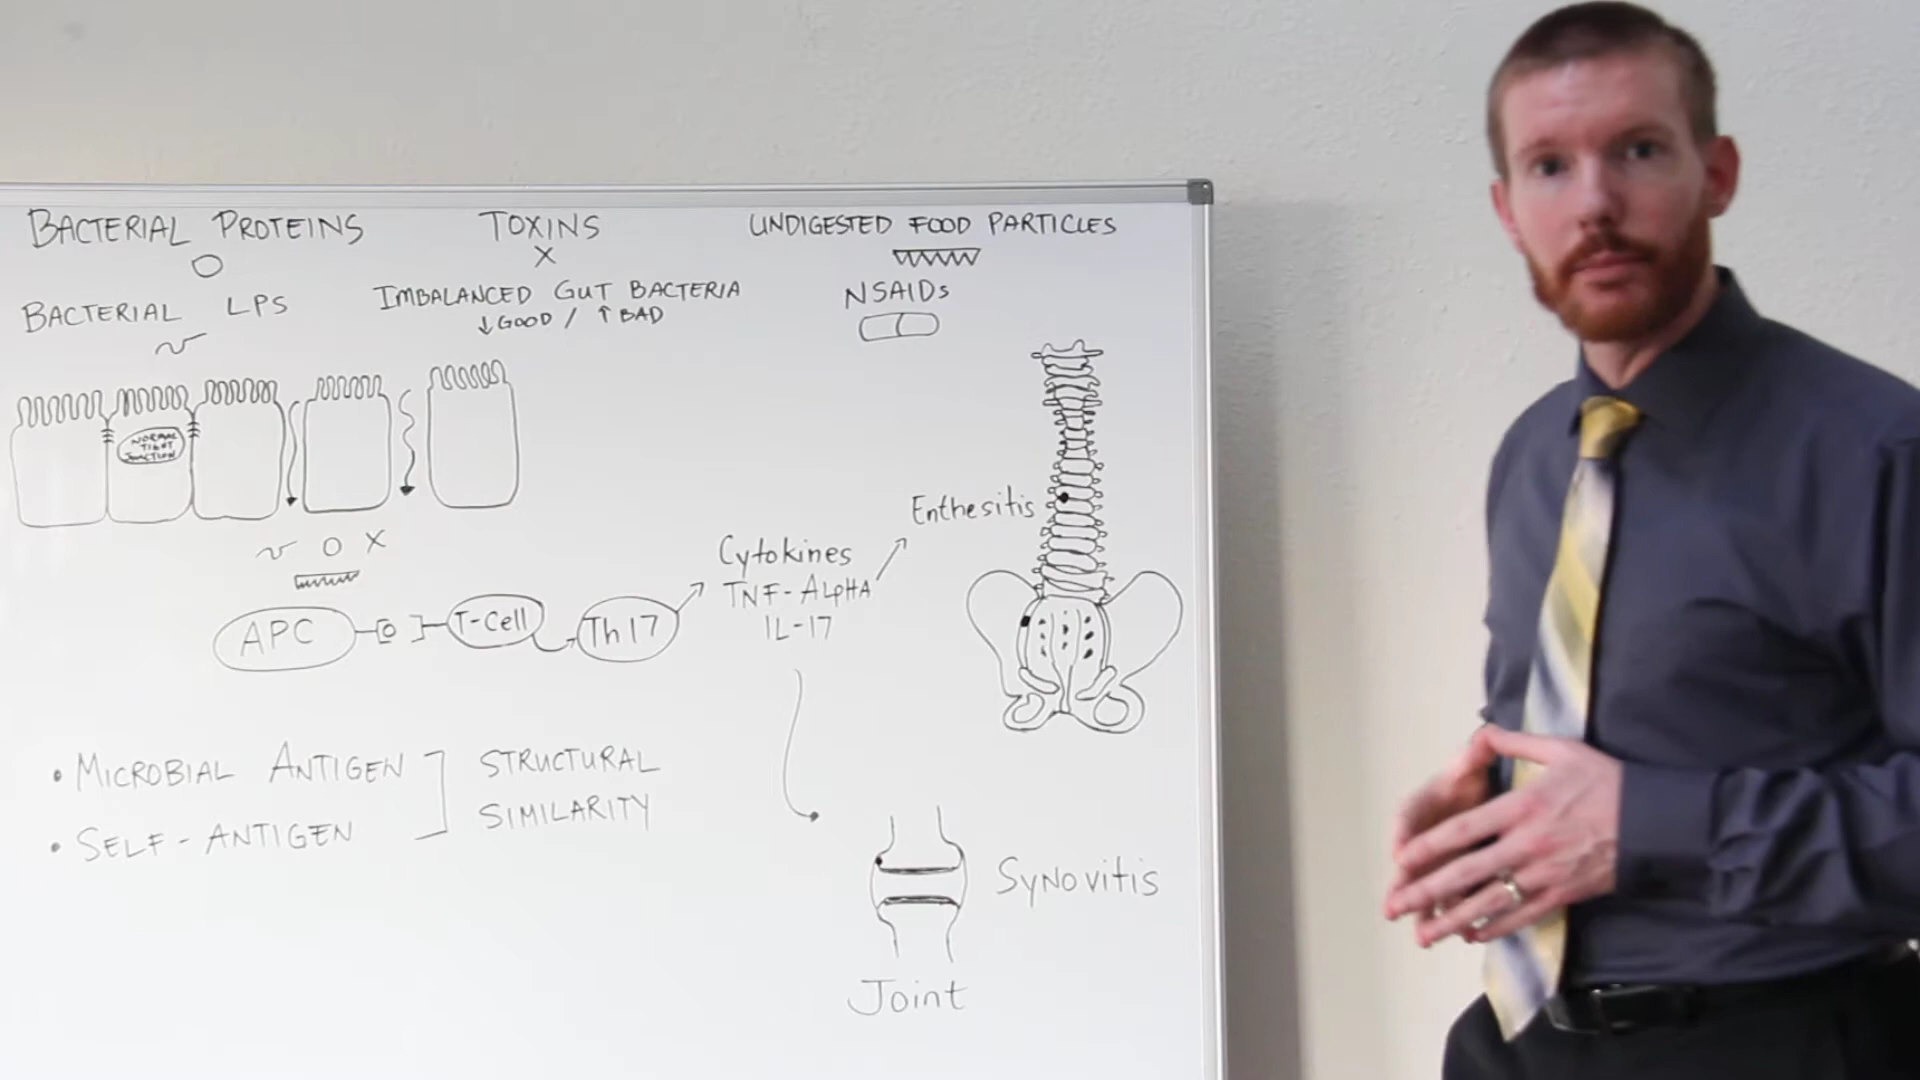 BACTERIAL PROTEINS
TOXINS
X
UNDIGESTED FOOD PARTICLES
BACTERIAL LPS
IMBALANCED GUT BACTERIA
↓GOOD / ↑BAD
NSAIDs
NORMAL
TIGHT
JUNCTION
O X
Enthesitis
Cytokines
TNF-ALPHA
IL-17
APC
T-Cell
Th17
• MICROBIAL ANTIGEN
• SELF-ANTIGEN
STRUCTURAL
SIMILARITY
SYNOVITIS
Joint